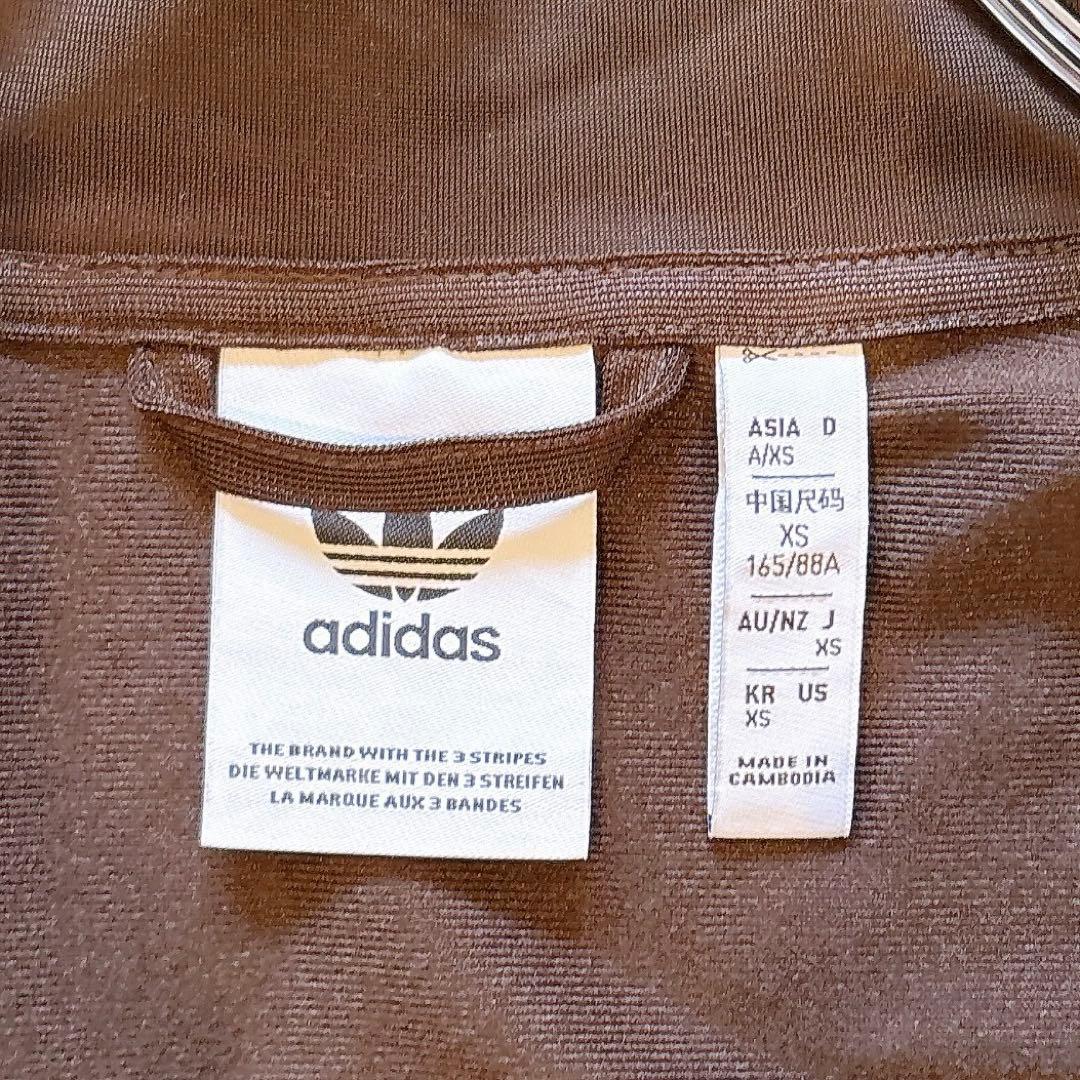 adidas
THE BRAND WITH THE 3 STRIPES
DIE WELTMARKE MIT DEN 3 STREIFEN
LA MARQUE AUX 3 BANDES
ASIA D
A/XS
中国尺码
XS
165/88A
AU/NZ J
XS
KR US
XS
MADE IN
CAMBODIA